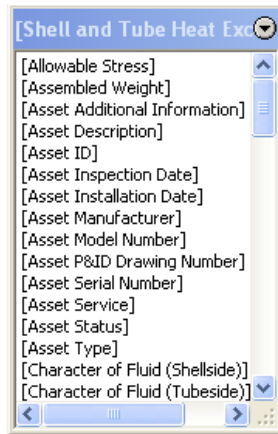 [Shell and Tube Heat Exc
[Allowable Stress]
[Assembled Weight]
[Asset Additional Information]
[Asset Description]
[Asset ID]
[Asset Inspection Date]
[Asset Installation Date]
[Asset Manufacturer]
[Asset Model Number]
[Asset P&ID Drawing Number]
[Asset Serial Number]
[Asset Service]
[Asset Status]
[Asset Type]
[Character of Fluid (Shellside)]
[Character of Fluid (Tubeside)]